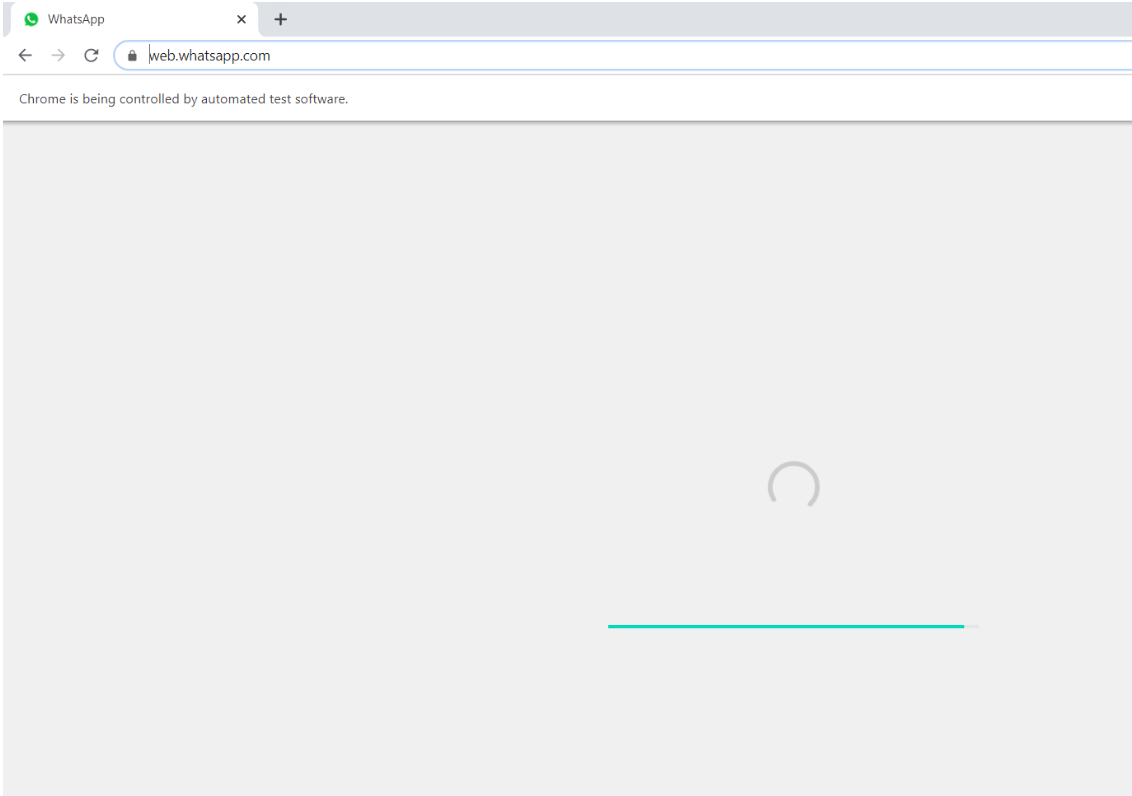 WhatsApp
web.whatsapp.com
Chrome is being controlled by automated test software.